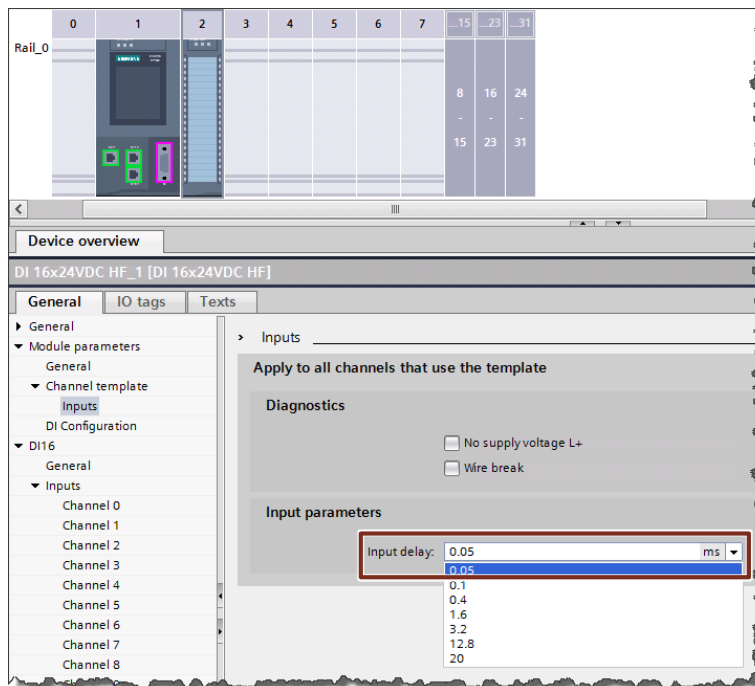 0 1 2 3 4 5 6 7 ...15 ...23 ...31
Rail_0
SIEMENS
8 16 24
- - -
15 23 31
Device overview
DI 16x24VDC HF_1 [DI 16x24VDC HF]
General IO tags Texts
General
Module parameters
General
Channel template
Inputs
DI Configuration
DI16
General
Inputs
Channel 0
Channel 1
Channel 2
Channel 3
Channel 4
Channel 5
Channel 6
Channel 7
Channel 8
Inputs
Apply to all channels that use the template
Diagnostics
No supply voltage L+
Wire break
Input parameters
Input delay: 0.05 ms
0.05
0.1
0.4
1.6
3.2
12.8
20